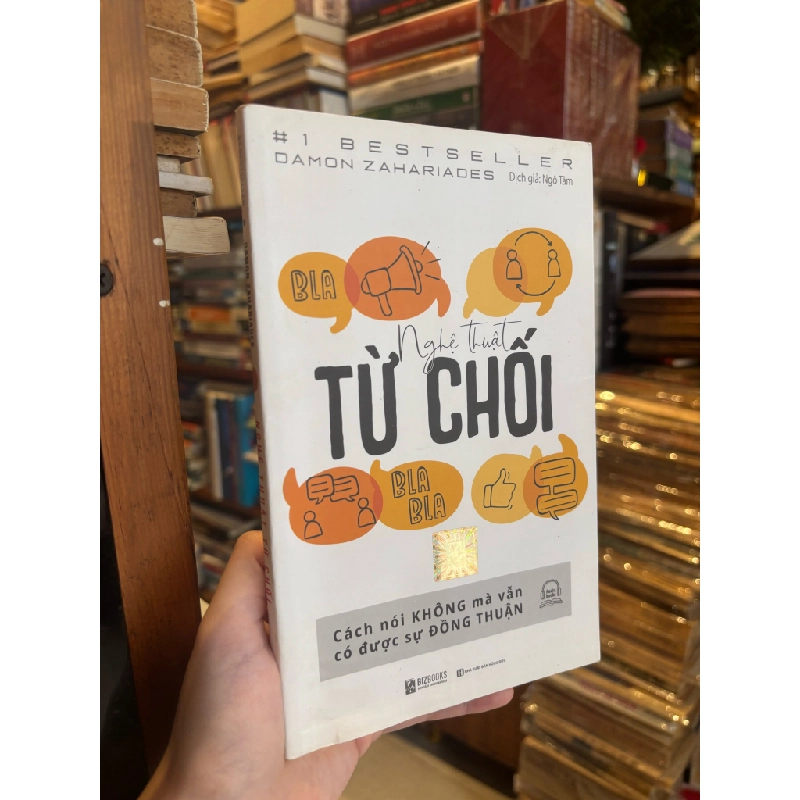 #1 BESTSELLER
DAMON ZAHARIADES
Dịch giả: Ngô Tâm
BLA
Nghệ thuật
TỪ CHỐI
BLA
BLA
Cách nói KHÔNG mà vẫn
có được sự ĐỒNG THUẬN
BIZBOOKS